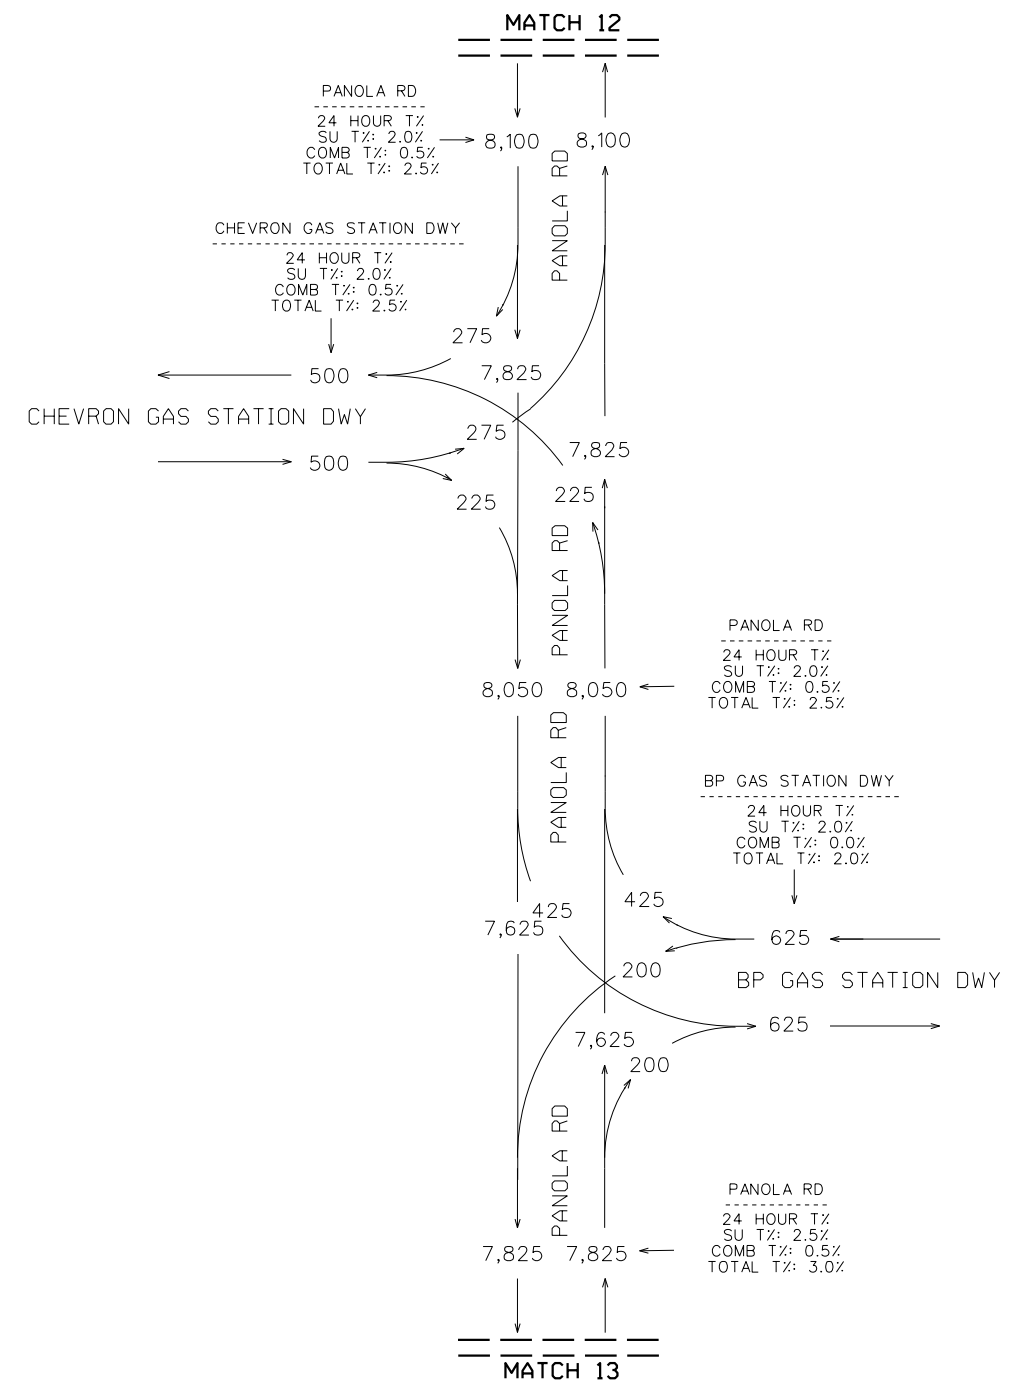 MATCH 12
PANOLA RD
24 HOUR T%
SU T%: 2.0%
COMB T%: 0.5%
TOTAL T%: 2.5%
8,100
8,100
PANOLA RD
CHEVRON GAS STATION DWY
24 HOUR T%
SU T%: 2.0%
COMB T%: 0.5%
TOTAL T%: 2.5%
275
500
7,825
CHEVRON GAS STATION DWY
275
7,825
500
225
225
PANOLA RD
PANOLA RD
24 HOUR T%
SU T%: 2.0%
COMB T%: 0.5%
TOTAL T%: 2.5%
8,050
8,050
PANOLA RD
BP GAS STATION DWY
24 HOUR T%
SU T%: 2.0%
COMB T%: 0.0%
TOTAL T%: 2.0%
425
425
7,625
625
200
BP GAS STATION DWY
625
7,625
200
PANOLA RD
PANOLA RD
24 HOUR T%
SU T%: 2.5%
COMB T%: 0.5%
TOTAL T%: 3.0%
7,825
7,825
MATCH 13